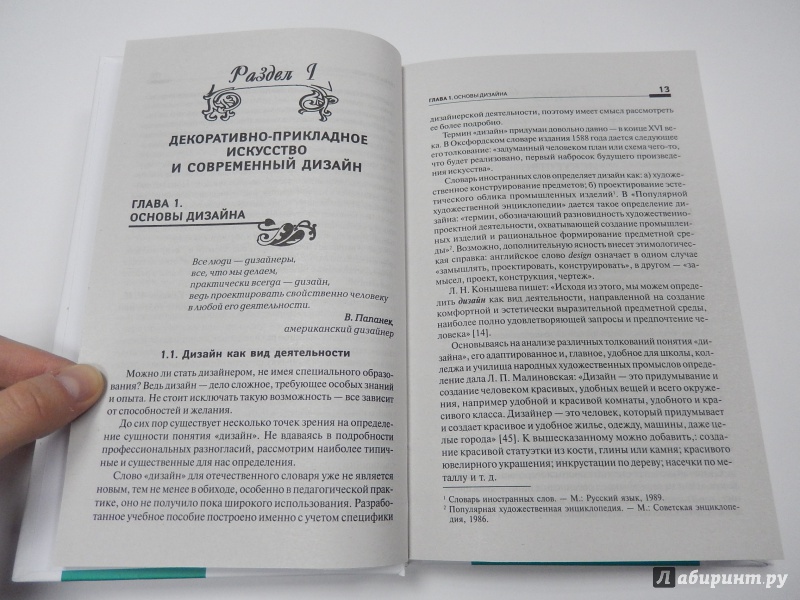 Раздел I
ДЕКОРАТИВНО-ПРИКЛАДНОЕ
ИСКУССТВО
И СОВРЕМЕННЫЙ ДИЗАЙН
ГЛАВА 1.
ОСНОВЫ ДИЗАЙНА
Все люди — дизайнеры,
все, что мы делаем,
практически всегда — дизайн,
ведь проектировать свойственно человеку
в любой его деятельности.
В. Папанек,
американский дизайнер
1.1. Дизайн как вид деятельности
Можно ли стать дизайнером, не имея специального образо-
вания? Ведь дизайн — дело сложное, требующее особых знаний
и опыта. Не стоит исключать такую возможность — все зависит
от способностей и желания.
До сих пор существует несколько точек зрения на определе-
ние сущности понятия «дизайн». Не вдаваясь в подробности
профессиональных разногласий, рассмотрим наиболее типич-
ные и существенные для нас определения.
Слово «дизайн» для отечественного словаря уже не является
новым, тем не менее в обиходе, особенно в педагогической прак-
тике, оно не получило пока широкого использования. Разрабо-
танное учебное пособие построено именно с учетом специфики
ГЛАВА 1. ОСНОВЫ ДИЗАЙНА 13
дизайнерской деятельности, поэтому имеет смысл рассмотреть
ее более подробно.
Термин «дизайн» придуман довольно давно — в конце XVI ве-
ка. В Оксфордском словаре издания 1588 года дается следующее
его толкование: «задуманный человеком план или схема чего-то,
что будет реализовано, первый набросок будущего произведе-
ния искусства».
Словарь иностранных слов определяет дизайн как: а) художе-
ственное конструирование предметов; б) проектирование эсте-
тического облика промышленных изделий¹. В «Популярной
художественной энциклопедии» дается такое определение ди-
зайна: «термин, обозначающий разновидность художественно-
проектной деятельности, охватывающей создание промышлен-
ных изделий и рациональное формирование предметной сре-
ды»². Возможно, дополнительную ясность внесет этимологиче-
ская справка: английское слово design означает в одном случае
«замышлять, проектировать, конструировать», в другом — «за-
мысел, проект, конструкция, чертеж».
Л. Н. Конышева пишет: «Исходя из этого, мы можем опреде-
лить дизайн как вид деятельности, направленной на создание
комфортной и эстетически выразительной предметной среды,
наиболее полно удовлетворяющей запросы и предпочтение че-
ловека» [14].
Основываясь на анализе различных толкований понятия «ди-
зайна», его адаптированное и, главное, удобное для школы, кол-
леджа и училища народных художественных промыслов определе-
ние дала Л. П. Малиновская: «Дизайн — это придумывание и
создание человеком красивых, удобных вещей и всего окруже-
ния, например удобной и красивой комнаты, удобного и кра-
сивого класса. Дизайнер — это человек, который придумывает
и создает красивое и удобное жилье, одежду, машины, даже це-
лые города» [45]. К вышесказанному можно добавить,: созда-
ние красивой статуэтки из кости, глины или камня; красивого
ювелирного украшения; инкрустации по дереву; насечки по ме-
таллу и т. д.
¹ Словарь иностранных слов. — М.: Русский язык, 1989.
² Популярная художественная энциклопедия. — М.: Советская энцикло­пе-
дия, 1986.
Лабиринт.ру